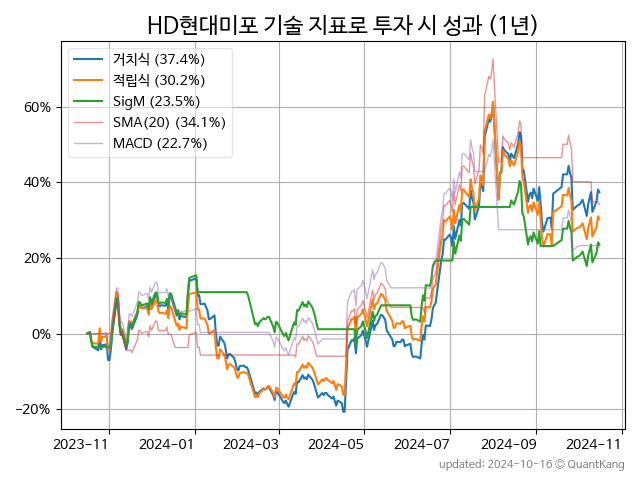 HD현대미포 기술 지표로 투자 시 성과 (1년)
거치식 (37.4%)
적립식 (30.2%)
SigM (23.5%)
SMA(20) (34.1%)
MACD (22.7%)
60%
40%
20%
0%
−20%
2023-11 2024-01 2024-03 2024-05 2024-07 2024-09 2024-11
updated: 2024-10-16 © QuantKang